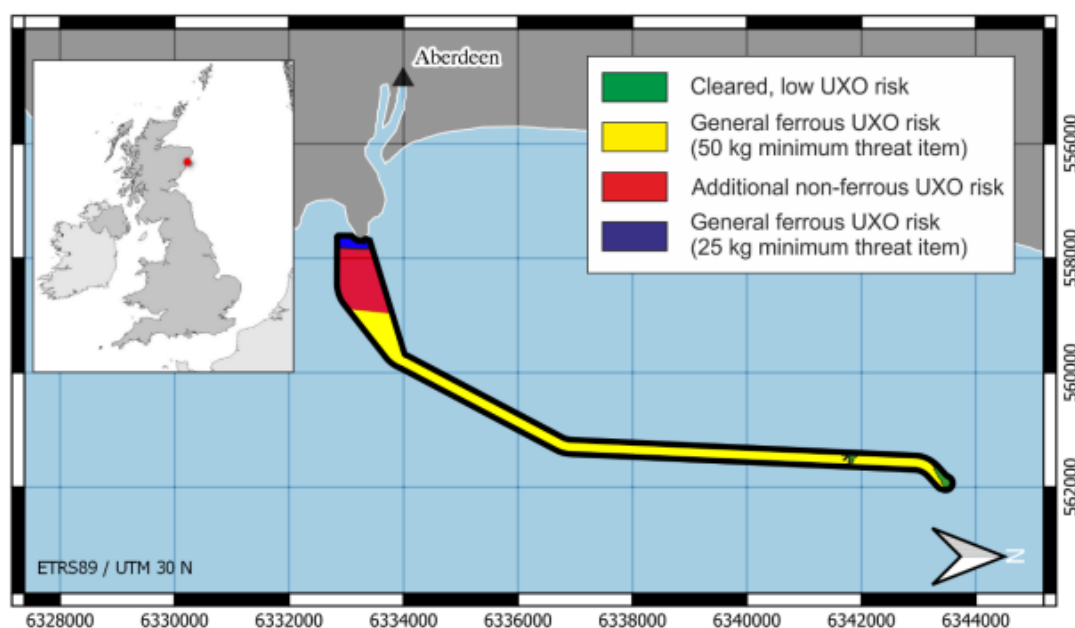 Aberdeen
Cleared, low UXO risk
General ferrous UXO risk
(50 kg minimum threat item)
Additional non-ferrous UXO risk
General ferrous UXO risk
(25 kg minimum threat item)
556000
558000
560000
562000
ETRS89 / UTM 30 N
N
6328000
6330000
6332000
6334000
6336000
6338000
6340000
6342000
6344000